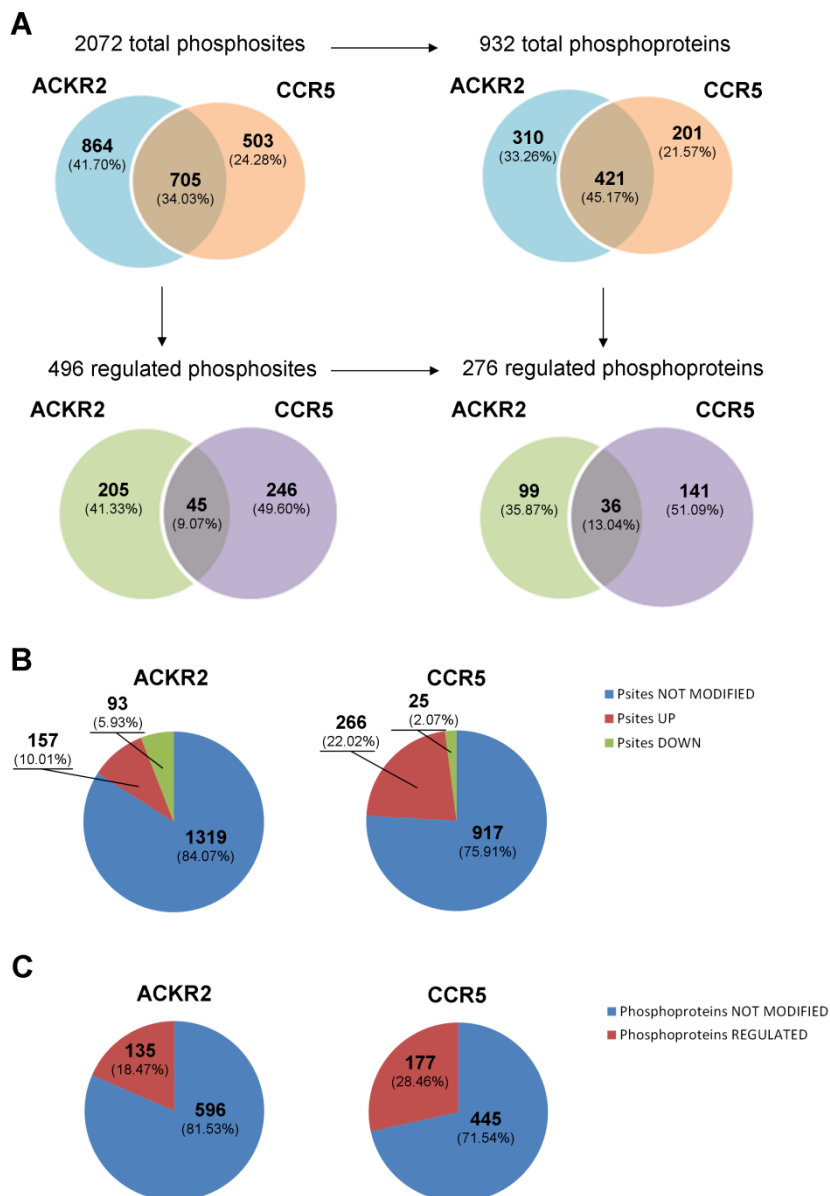 A
2072 total phosphosites
932 total phosphoproteins
ACKR2
CCR5
864
(41.70%)
705
(34.03%)
503
(24.28%)
ACKR2
CCR5
310
(33.26%)
421
(45.17%)
201
(21.57%)
496 regulated phosphosites
276 regulated phosphoproteins
ACKR2
CCR5
205
(41.33%)
45
(9.07%)
246
(49.60%)
ACKR2
CCR5
99
(35.87%)
36
(13.04%)
141
(51.09%)
B
ACKR2
93
(5.93%)
157
(10.01%)
1319
(84.07%)
CCR5
25
(2.07%)
266
(22.02%)
917
(75.91%)
Psites NOT MODIFIED
Psites UP
Psites DOWN
C
ACKR2
135
(18.47%)
596
(81.53%)
CCR5
177
(28.46%)
445
(71.54%)
Phosphoproteins NOT MODIFIED
Phosphoproteins REGULATED